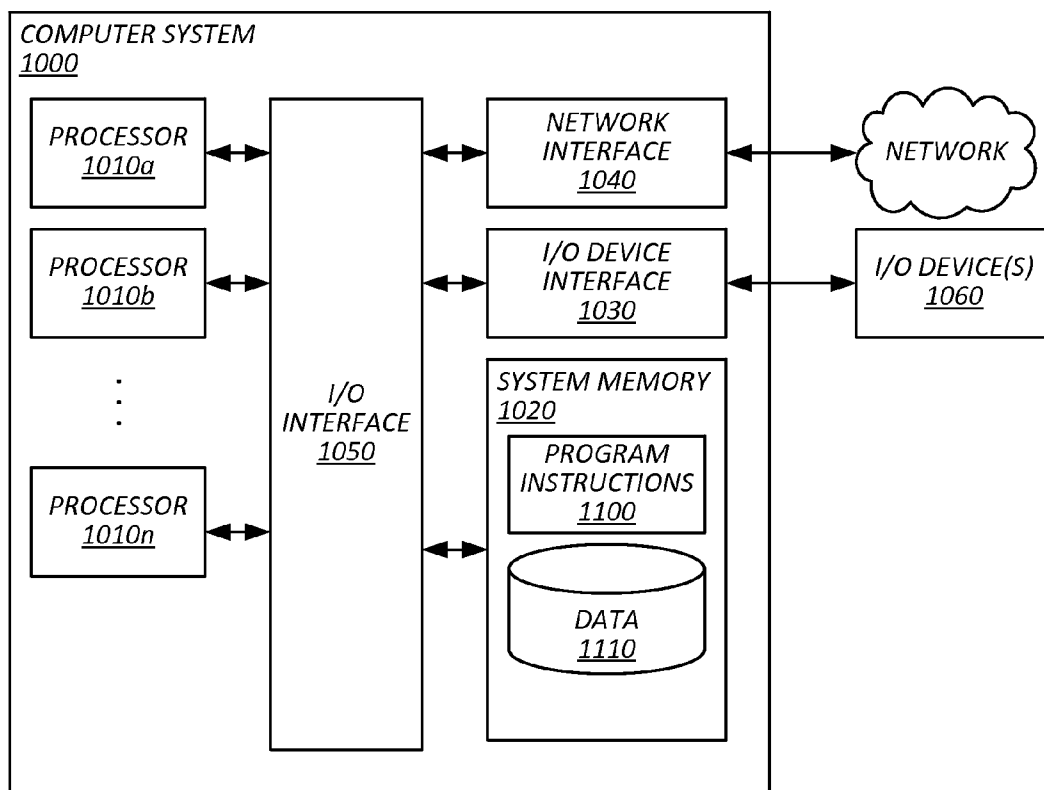 COMPUTER SYSTEM
1000
PROCESSOR
1010a
PROCESSOR
1010b
PROCESSOR
1010n
I/O
INTERFACE
1050
NETWORK
INTERFACE
1040
I/O DEVICE
INTERFACE
1030
SYSTEM MEMORY
1020
PROGRAM
INSTRUCTIONS
1100
DATA
1110
NETWORK
I/O DEVICE(S)
1060